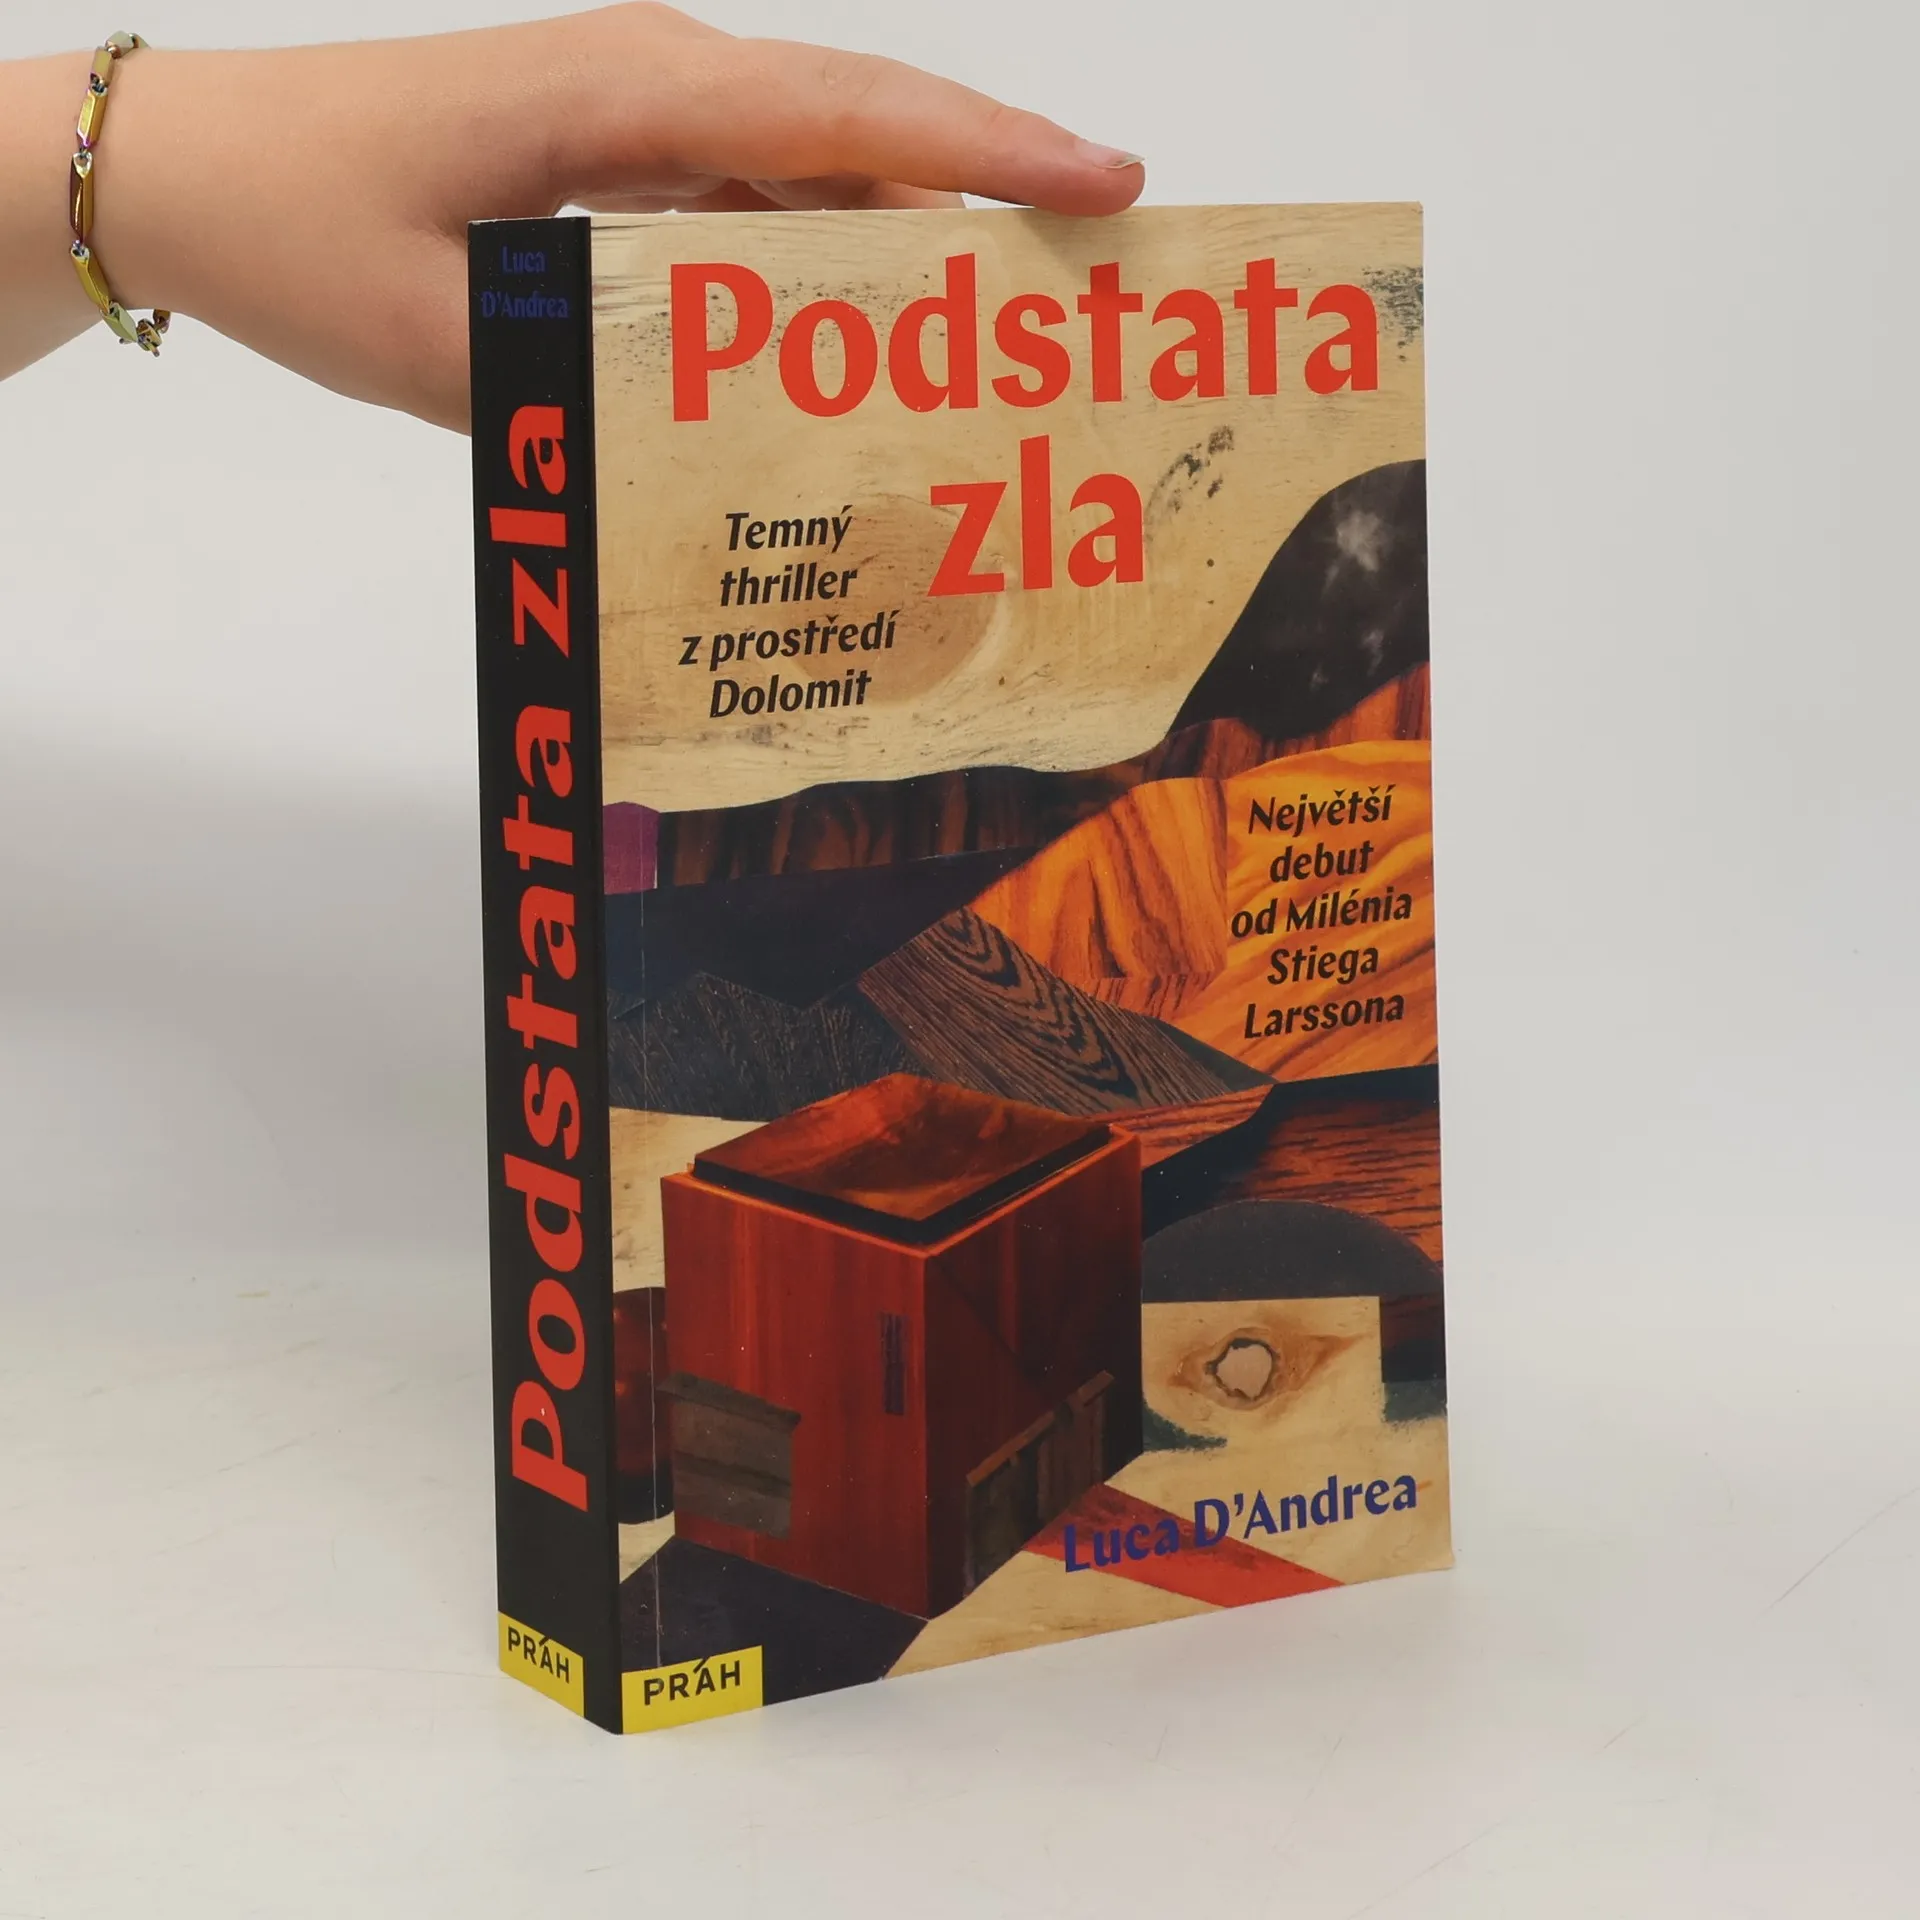 Luca
D'Andrea
Podstata zla
PRÁH
Podstata
zla
Temný
thriller
z prostředí
Dolomit
Největší
debut
od Milénia
Stiega
Larssona
Luca D'Andrea
PRÁH